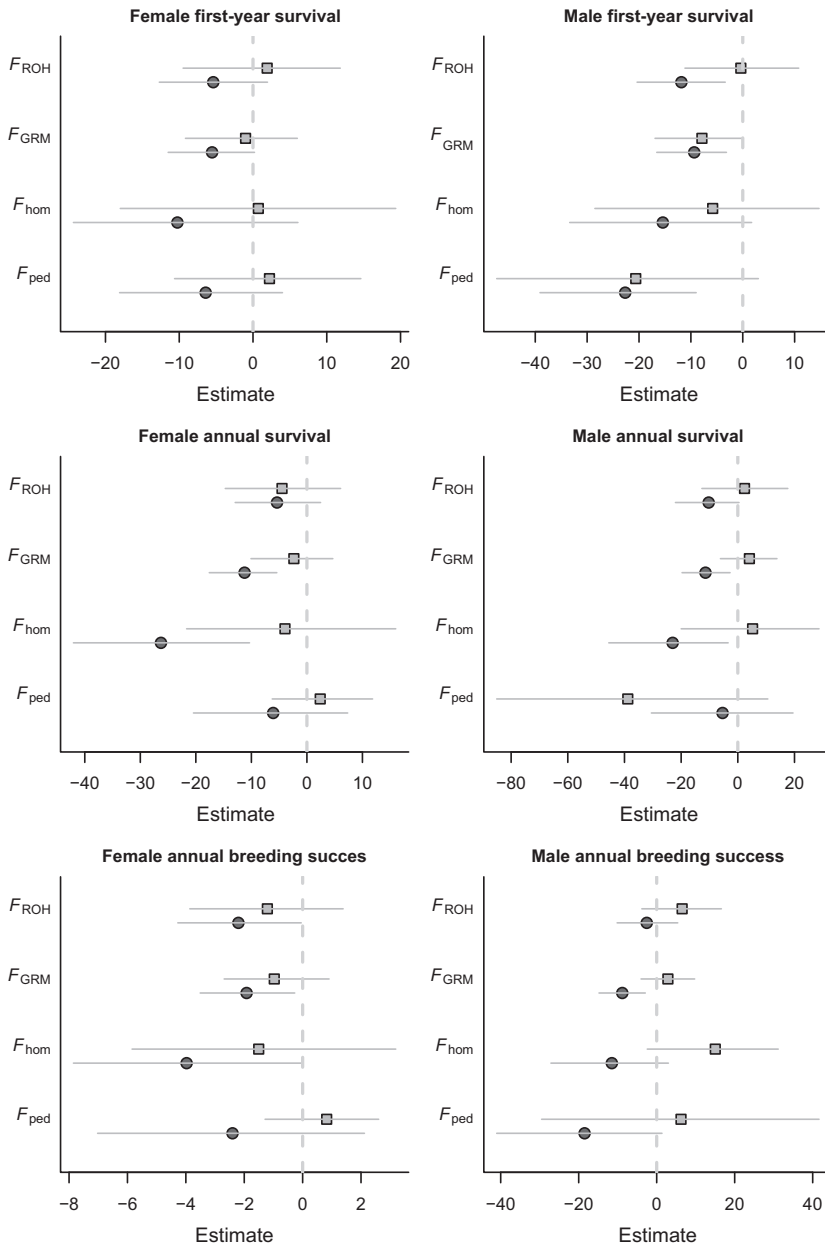 Female first-year survival
Male first-year survival
F_ROH
F_GRM
F_hom
F_ped
−20 −10 0 10 20
Estimate
F_ROH
F_GRM
F_hom
F_ped
−40 −30 −20 −10 0 10
Estimate
Female annual survival
Male annual survival
F_ROH
F_GRM
F_hom
F_ped
−40 −30 −20 −10 0 10
Estimate
F_ROH
F_GRM
F_hom
F_ped
−80 −60 −40 −20 0 20
Estimate
Female annual breeding succes
Male annual breeding success
F_ROH
F_GRM
F_hom
F_ped
−8 −6 −4 −2 0 2
Estimate
F_ROH
F_GRM
F_hom
F_ped
−40 −20 0 20 40
Estimate